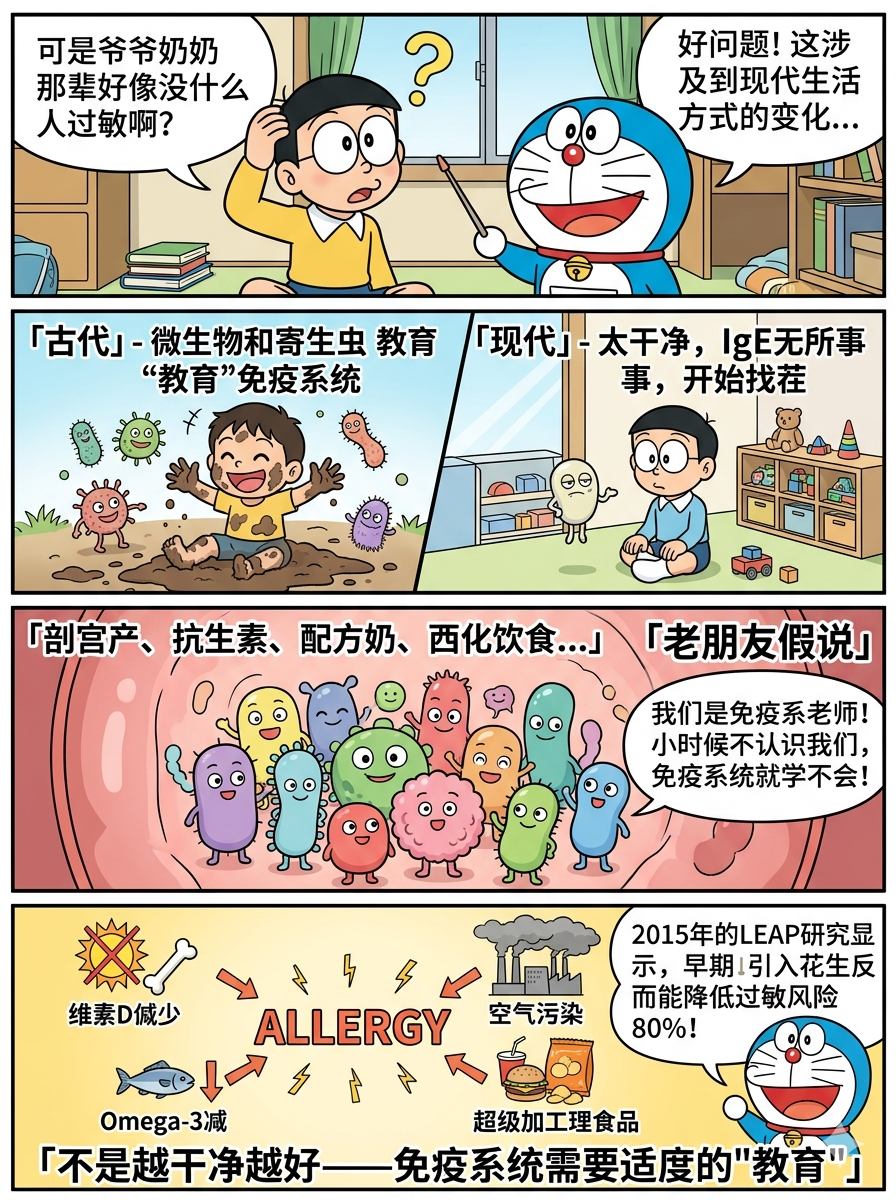 可是爷爷奶奶
那辈好像没什么
人过敏啊？
?
好问题！这涉
及到现代生活
方式的变化...
「古代」- 微生物和寄生虫 教育
“教育”免疫系统
「现代」- 太干净，IgE无所事
事，开始找茬
「剖宫产、抗生素、配方奶、西化饮食...」
「老朋友假说」
我们是免疫系老师！
小时候不认识我们，
免疫系统就学不会！
维素D减少
空气污染
ALLERGY
Omega-3减
超级加工理食品
2015年的LEAP研究显
示，早期↓引入花生反
而能降低过敏风险
80%！
「不是越干净越好——免疫系统需要适度的"教育"」